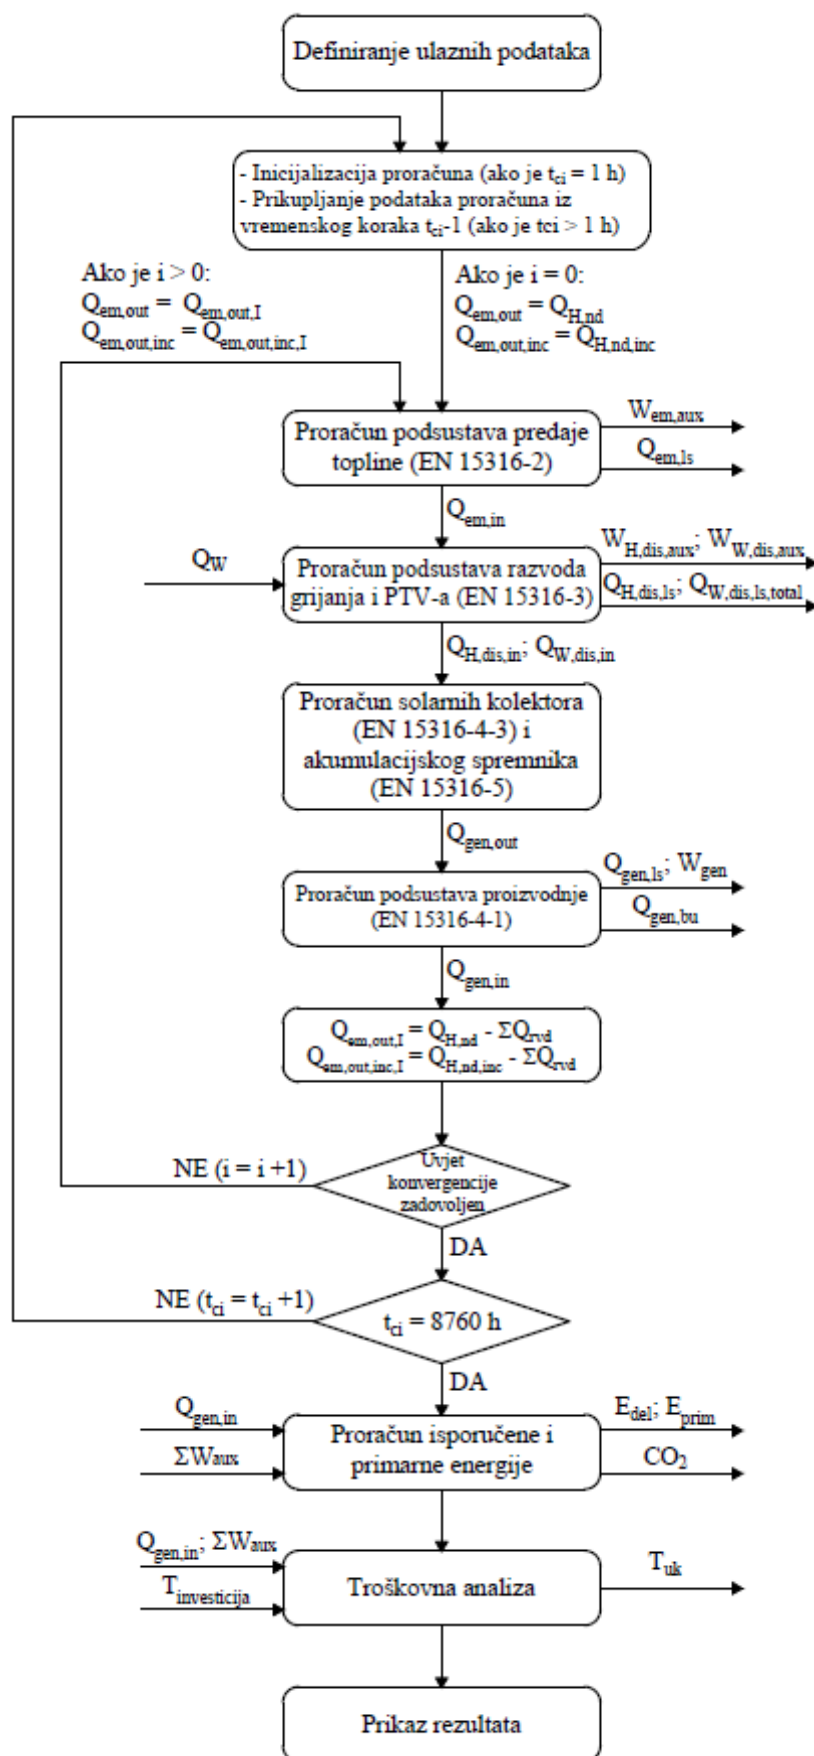 Definiranje ulaznih podataka
- Inicijalizacija proračuna (ako je t_ci = 1 h)
- Prikupljanje podataka proračuna iz
vremenskog koraka t_ci-1 (ako je tci > 1 h)
Ako je i > 0:
Q_em,out = Q_em,out,I
Q_em,out,inc = Q_em,out,inc,I
Ako je i = 0:
Q_em,out = Q_H,nd
Q_em,out,inc = Q_H,nd,inc
Proračun podsustava predaje
topline (EN 15316-2)
W_em,aux
Q_em,ls
Q_em,in
Q_W
Proračun podsustava razvoda
grijanja i PTV-a (EN 15316-3)
W_H,dis,aux; W_W,dis,aux
Q_H,dis,ls; Q_W,dis,ls,total
Q_H,dis,in; Q_W,dis,in
Proračun solarnih kolektora
(EN 15316-4-3) i
akumulacijskog spremnika
(EN 15316-5)
Q_gen,out
Proračun podsustava proizvodnje
(EN 15316-4-1)
Q_gen,ls; W_gen
Q_gen,bu
Q_gen,in
Q_em,out,I = Q_H,nd - ΣQrvd
Q_em,out,inc,I = Q_H,nd,inc - ΣQrvd
Uvjet
konvergencije
zadovoljen
NE (i = i +1)
DA
t_ci = 8760 h
NE (t_ci = t_ci +1)
DA
Q_gen,in
ΣWaux
Proračun isporučene i
primarne energije
E_del; E_prim
CO₂
Q_gen,in; ΣWaux
T_investicija
Troškovna analiza
T_uk
Prikaz rezultata